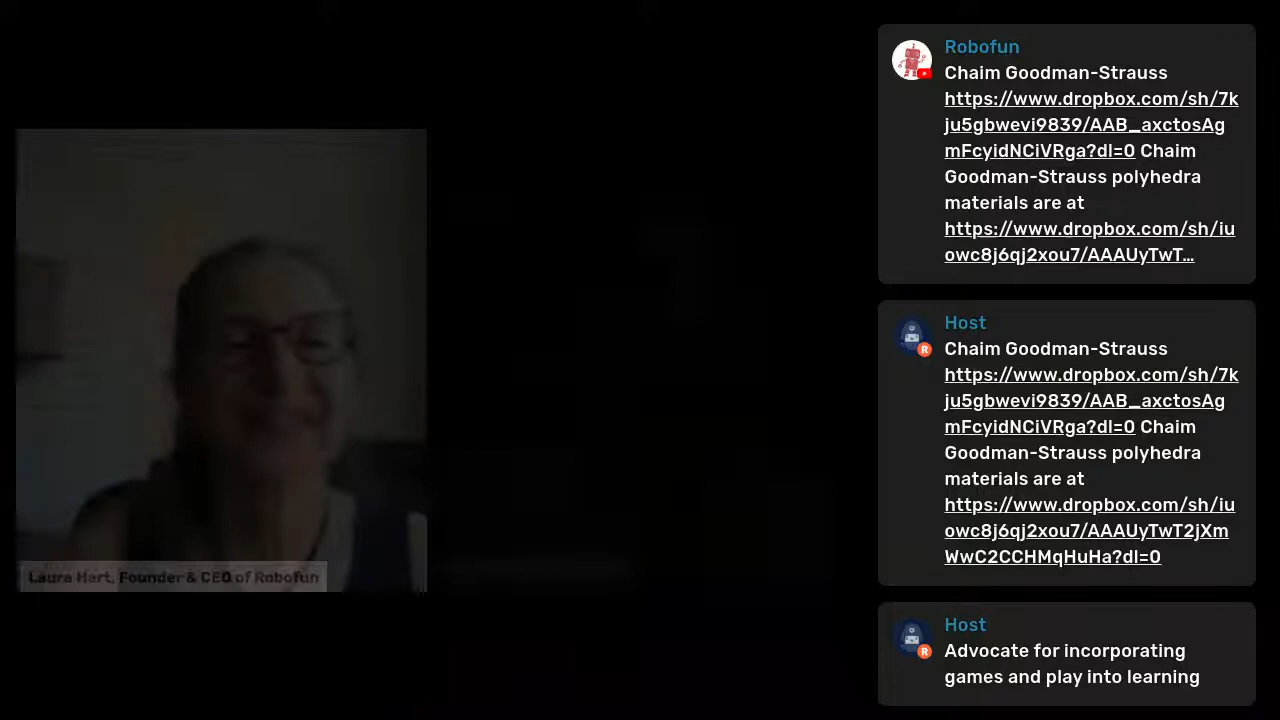 Laura Hart, Founder & CEO of Robofun
Robofun
Chaim Goodman-Strauss
https://www.dropbox.com/sh/7k
ju5gbwevi9839/AAB_axctosAg
mFcyidNCiVRga?dl=0 Chaim
Goodman-Strauss polyhedra
materials are at
https://www.dropbox.com/sh/iu
owc8j6qj2xou7/AAAUyTwT…
Host
Chaim Goodman-Strauss
https://www.dropbox.com/sh/7k
ju5gbwevi9839/AAB_axctosAg
mFcyidNCiVRga?dl=0 Chaim
Goodman-Strauss polyhedra
materials are at
https://www.dropbox.com/sh/iu
owc8j6qj2xou7/AAAUyTwT2jXm
WwC2CCHMqHuHa?dl=0
Host
Advocate for incorporating
games and play into learning